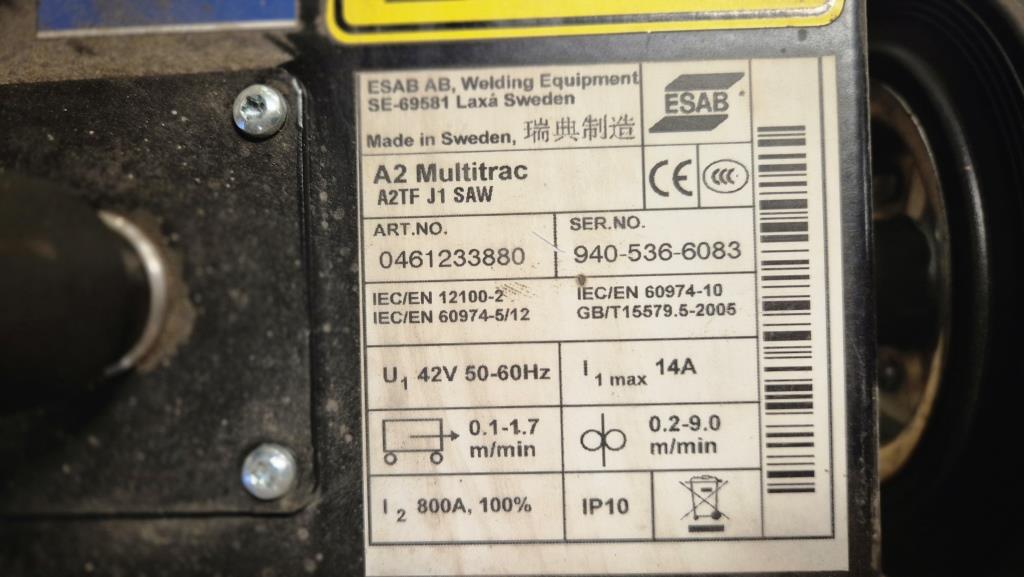 ESAB AB, Welding Equipment
SE-69581 Laxá Sweden
Made in Sweden, 瑞典制造
ESAB
A2 Multitrac
A2TF J1 SAW
CE
CCC
ART.NO.
0461233880
SER.NO.
940-536-6083
IEC/EN 12100-2
IEC/EN 60974-5/12
IEC/EN 60974-10
GB/T15579.5-2005
U1 42V 50-60Hz
I1 max 14A
0.1-1.7
m/min
0.2-9.0
m/min
I2 800A, 100%
IP10